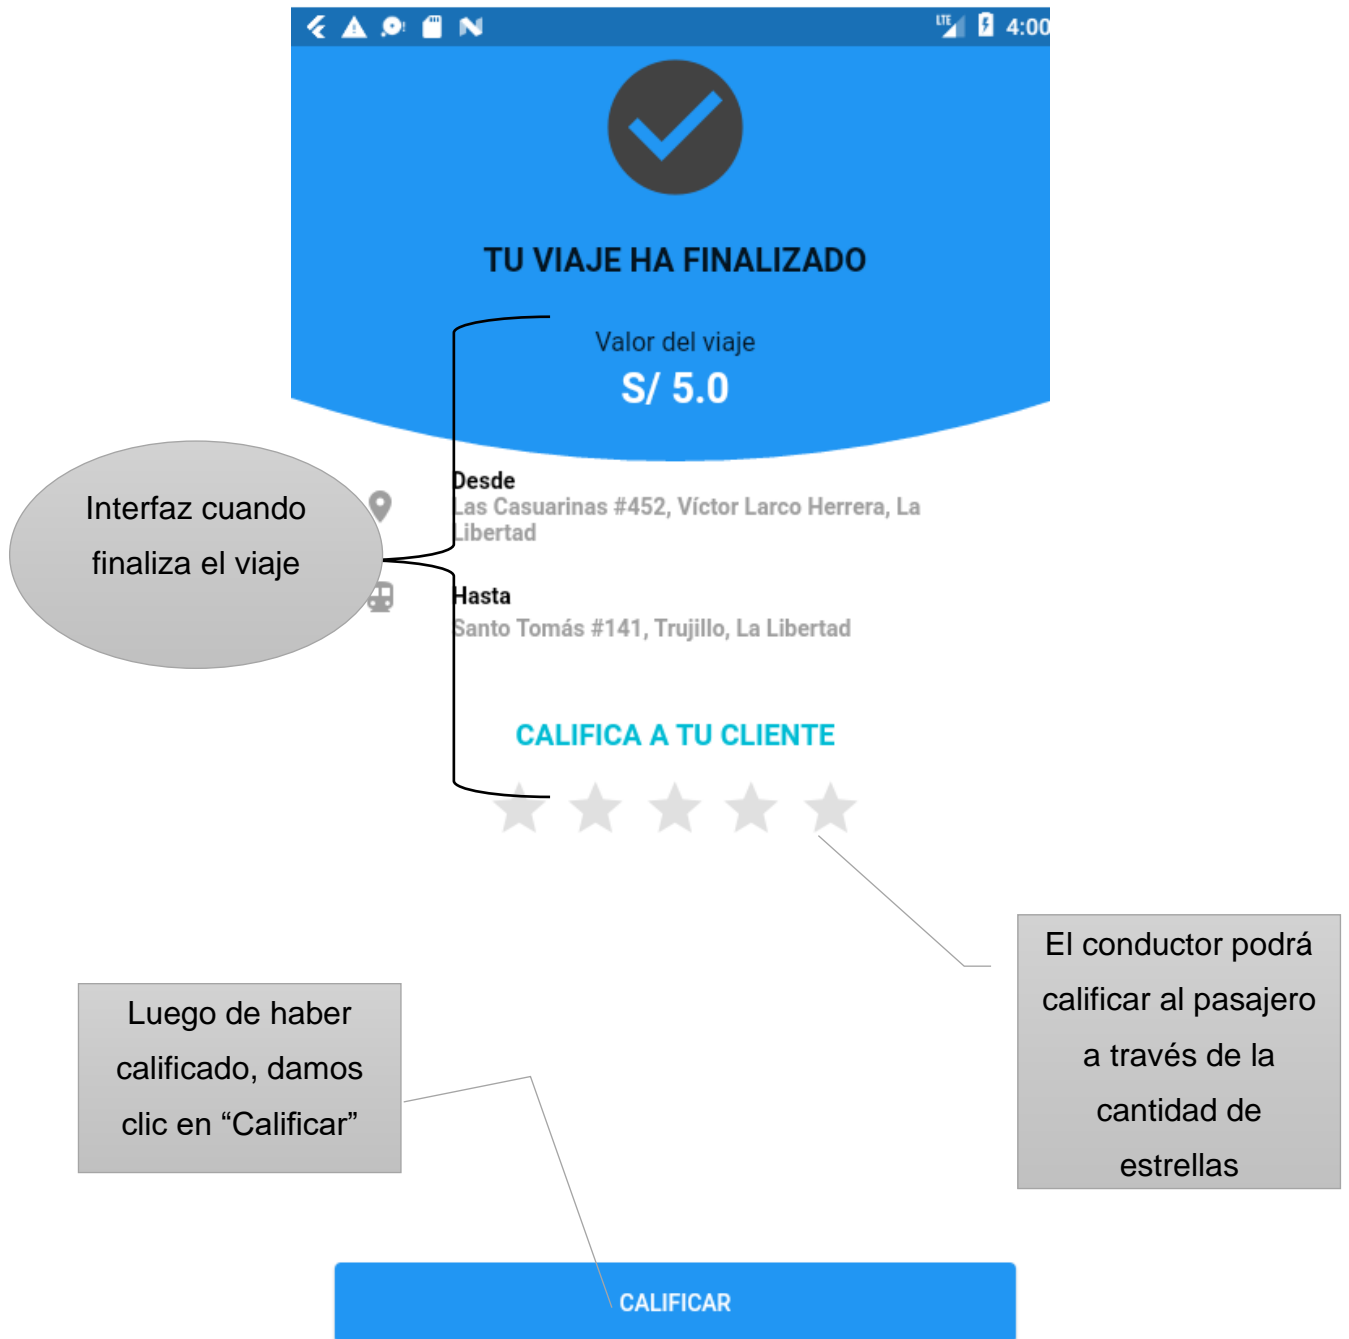 LTE 4:00
TU VIAJE HA FINALIZADO
Valor del viaje
S/ 5.0
Interfaz cuando
finaliza el viaje
Desde
Las Casuarinas #452, Víctor Larco Herrera, La
Libertad
Hasta
Santo Tomás #141, Trujillo, La Libertad
CALIFICA A TU CLIENTE
El conductor podrá
calificar al pasajero
a través de la
cantidad de
estrellas
Luego de haber
calificado, damos
clic en “Calificar”
CALIFICAR